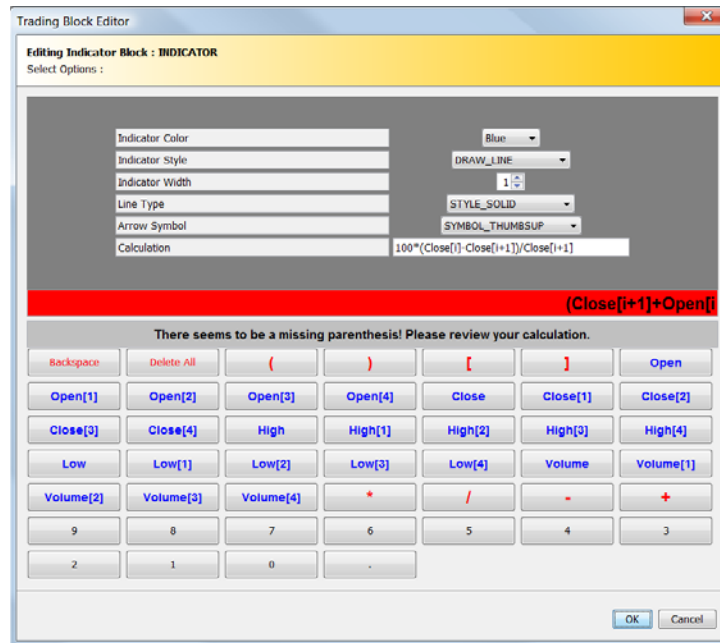 Trading Block Editor
Editing Indicator Block : INDICATOR
Select Options :
Indicator Color Blue
Indicator Style DRAW_LINE
Indicator Width 1
Line Type STYLE_SOLID
Arrow Symbol SYMBOL_THUMBSUP
Calculation 100*(Close[i]-Close[i+1])/Close[i+1]
(Close[i+1]+Open[i
There seems to be a missing parenthesis! Please review your calculation.
Backspace Delete All ( ) [ ] Open
Open[1] Open[2] Open[3] Open[4] Close Close[1] Close[2]
Close[3] Close[4] High High[1] High[2] High[3] High[4]
Low Low[1] Low[2] Low[3] Low[4] Volume Volume[1]
Volume[2] Volume[3] Volume[4] * / - +
9 8 7 6 5 4 3
2 1 0 .
OK Cancel